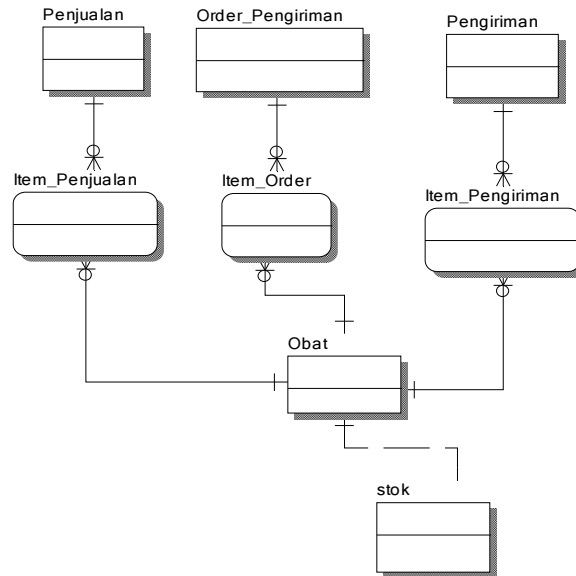 Penjualan
Order_Pengiriman
Pengiriman
Item_Penjualan
Item_Order
Item_Pengiriman
Obat
stok